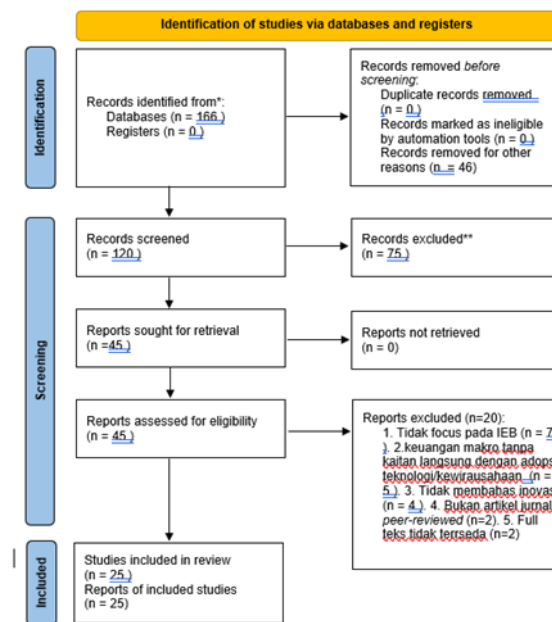 Identification of studies via databases and registers
Identification
Records identified from*:
Databases (n = 166 )
Registers (n = 0 )
Records removed before
screening:
Duplicate records removed
(n = 0 )
Records marked as ineligible
by automation tools (n = 0 )
Records removed for other
reasons (n = 46)
Screening
Records screened
(n = 120 )
Records excluded**
(n = 75 )
Reports sought for retrieval
(n =45 )
Reports not retrieved
(n = 0)
Reports assessed for eligibility
(n = 45 )
Reports excluded (n=20):
1. Tidak focus pada IEB (n = 7
). 2.keuangan makro tanpa
kaitan langsung dengan adops
teknologi/kewirausahaan (n =
5 ). 3. Tidak membahas inovas
(n = 4 ). 4. Bukan artikel jurnal
peer-reviewed (n=2). 5. Full
teks tidak terrseda (n=2)
Included
Studies included in review
(n = 25 )
Reports of included studies
(n = 25)